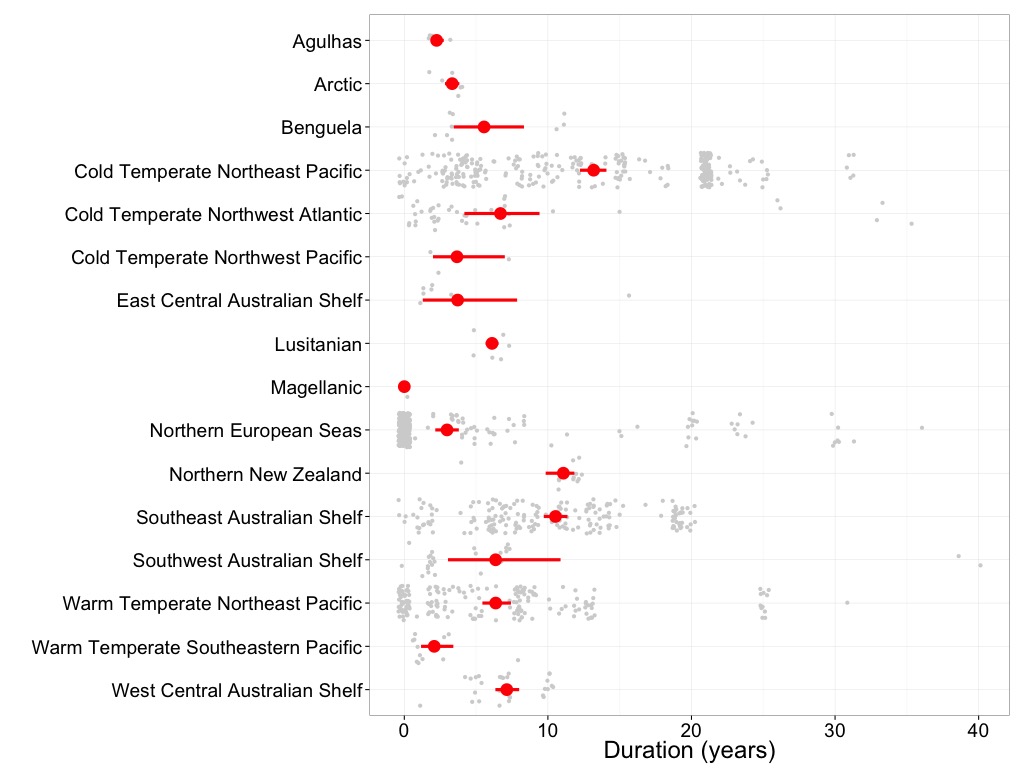 Agulhas
Arctic
Benguela
Cold Temperate Northeast Pacific
Cold Temperate Northwest Atlantic
Cold Temperate Northwest Pacific
East Central Australian Shelf
Lusitanian
Magellanic
Northern European Seas
Northern New Zealand
Southeast Australian Shelf
Southwest Australian Shelf
Warm Temperate Northeast Pacific
Warm Temperate Southeastern Pacific
West Central Australian Shelf
0 10 20 30 40
Duration (years)